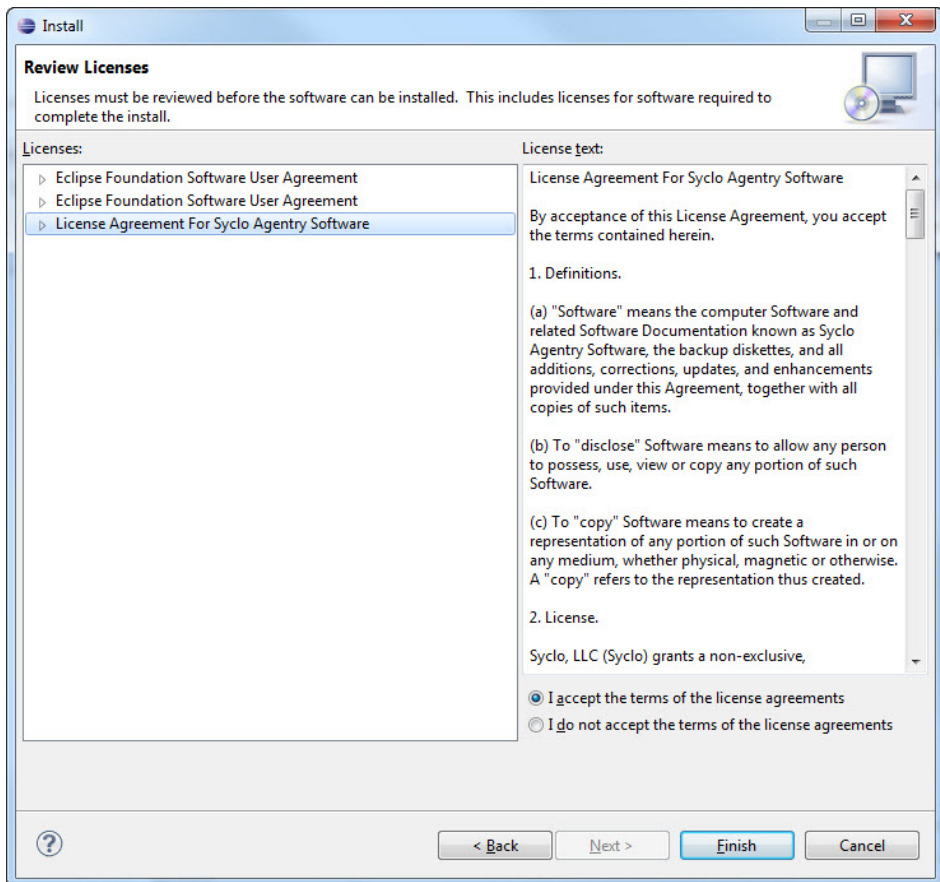 Install
Review Licenses
Licenses must be reviewed before the software can be installed.  This includes licenses for software required to
complete the install.
Licenses:
Eclipse Foundation Software User Agreement
Eclipse Foundation Software User Agreement
License Agreement For Syclo Agentry Software
License text:
License Agreement For Syclo Agentry Software
By acceptance of this License Agreement, you accept
the terms contained herein.
1. Definitions.
(a) "Software" means the computer Software and
related Software Documentation known as Syclo
Agentry Software, the backup diskettes, and all
additions, corrections, updates, and enhancements
provided under this Agreement, together with all
copies of such items.
(b) To "disclose" Software means to allow any person
to possess, use, view or copy any portion of such
Software.
(c) To "copy" Software means to create a
representation of any portion of such Software in or on
any medium, whether physical, magnetic or otherwise.
A "copy" refers to the representation thus created.
2. License.
Syclo, LLC (Syclo) grants a non-exclusive,
I accept the terms of the license agreements
I do not accept the terms of the license agreements
?
< Back
Next >
Finish
Cancel